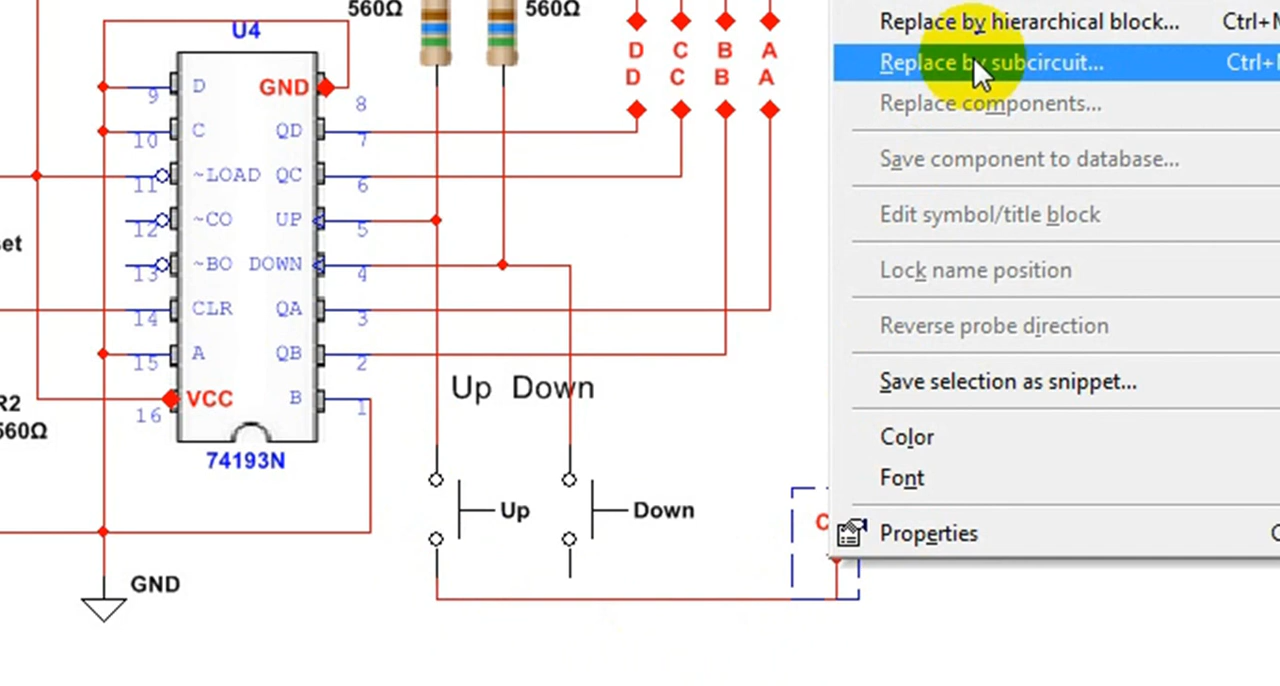 560Ω
560Ω
U4
D C B A
D C B A
9 D GND 8
10 C QD 7
11 ~LOAD QC 6
12 ~CO UP 5
13 ~BO DOWN 4
14 CLR QA 3
15 A QB 2
16 VCC B 1
74193N
et
R2
560Ω
Up Down
Up
Down
GND
C
Replace by hierarchical block... Ctrl+
Replace by subcircuit... Ctrl+
Replace components...
Save component to database...
Edit symbol/title block
Lock name position
Reverse probe direction
Save selection as snippet...
Color
Font
Properties